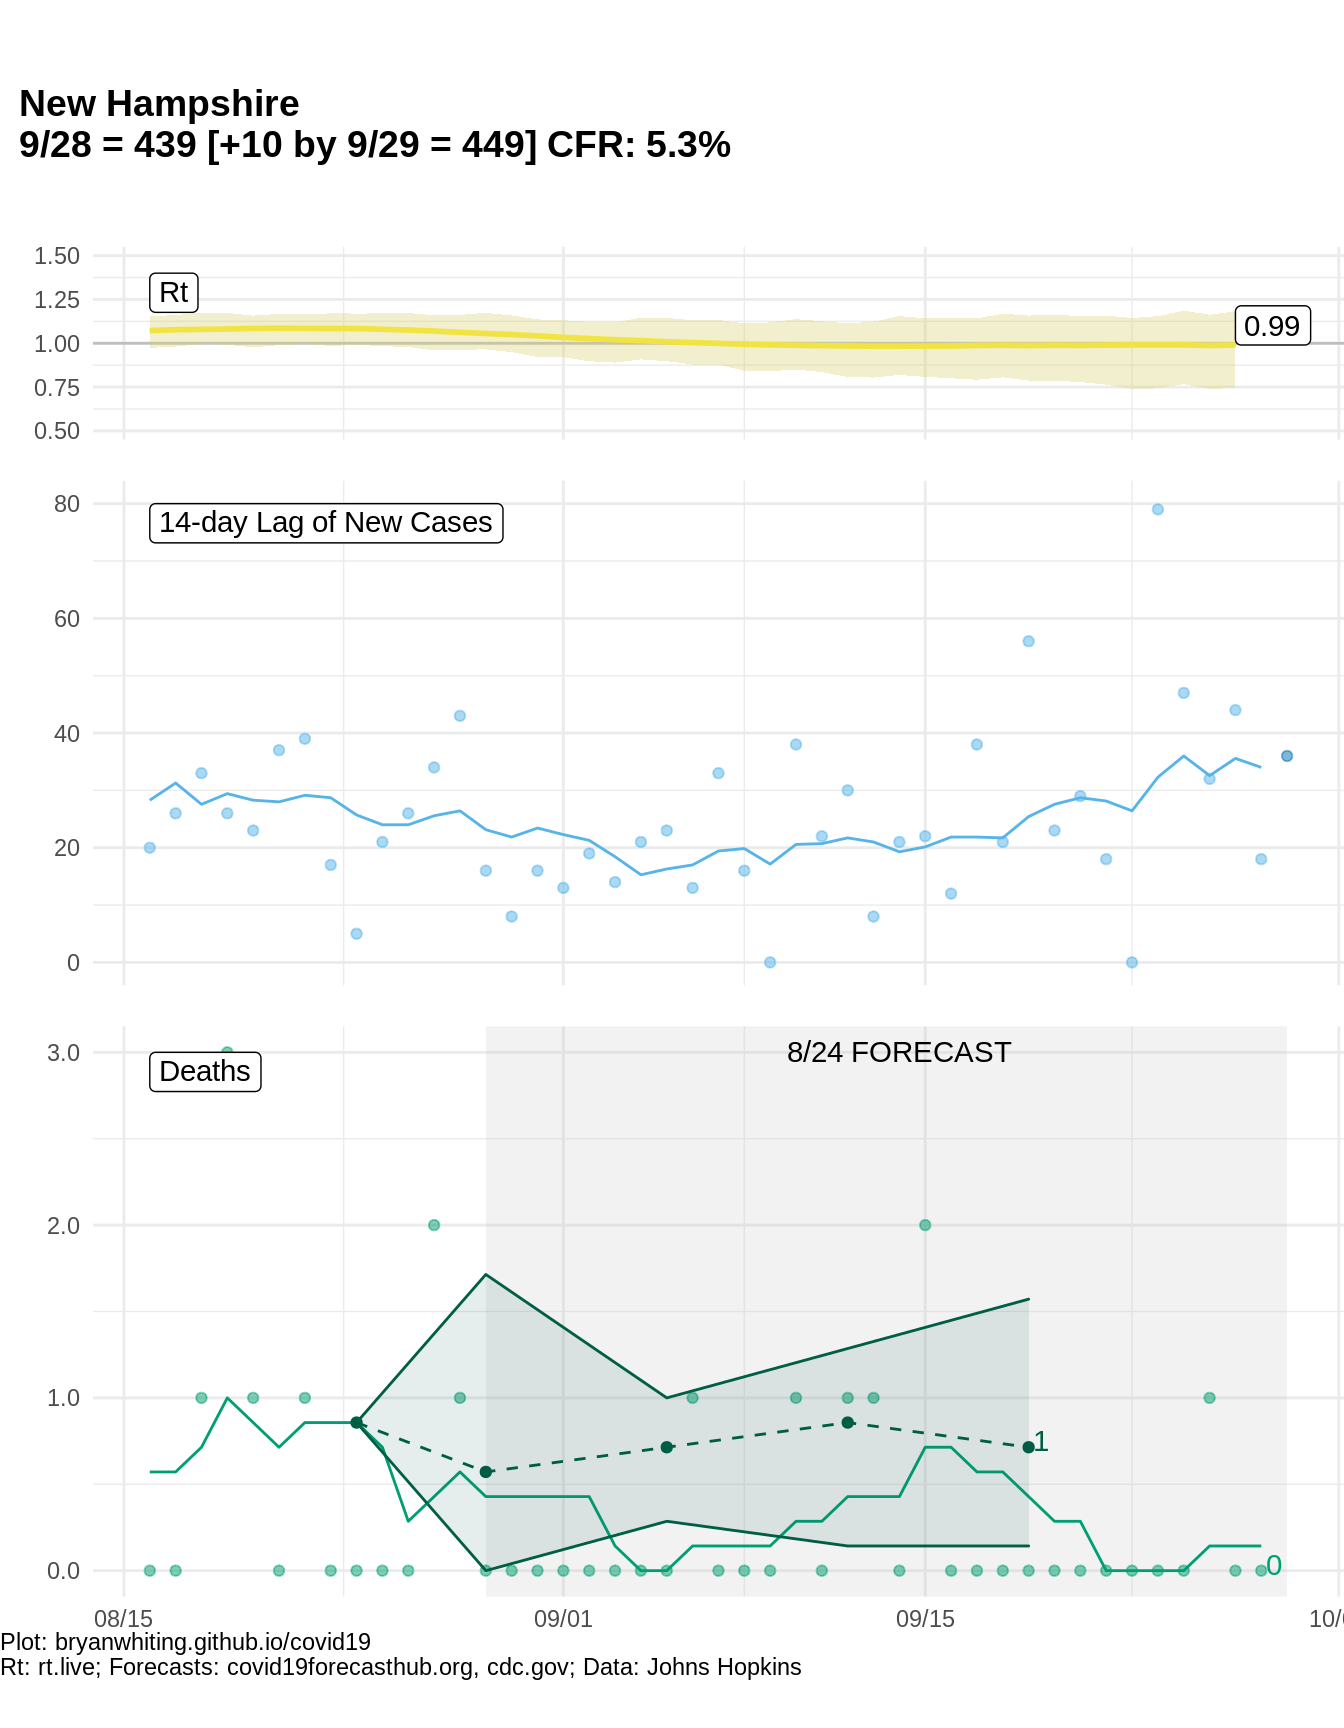 New Hampshire
9/28 = 439 [+10 by 9/29 = 449] CFR: 5.3%
1.50
Rt
1.25
0.99
1.00
0.75
0.50
80
14-day Lag of New Cases
60
40
20
0
3.0
8/24 FORECAST
Deaths
2.0
1.0
1
0.0
0
08/15
09/01
09/15
Plot: bryanwhiting.github.io/covid19
Rt: rt.live; Forecasts: covid19forecasthub.org, cdc.gov; Data: Johns Hopkins